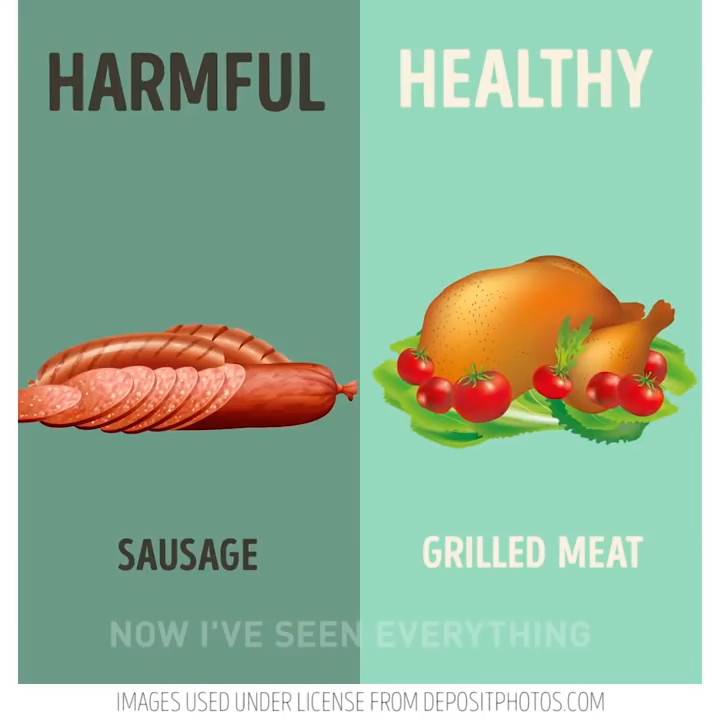 HARMFUL
HEALTHY
SAUSAGE
GRILLED MEAT
NOW I'VE SEEN EVERYTHING
IMAGES USED UNDER LICENSE FROM DEPOSITPHOTOS.COM